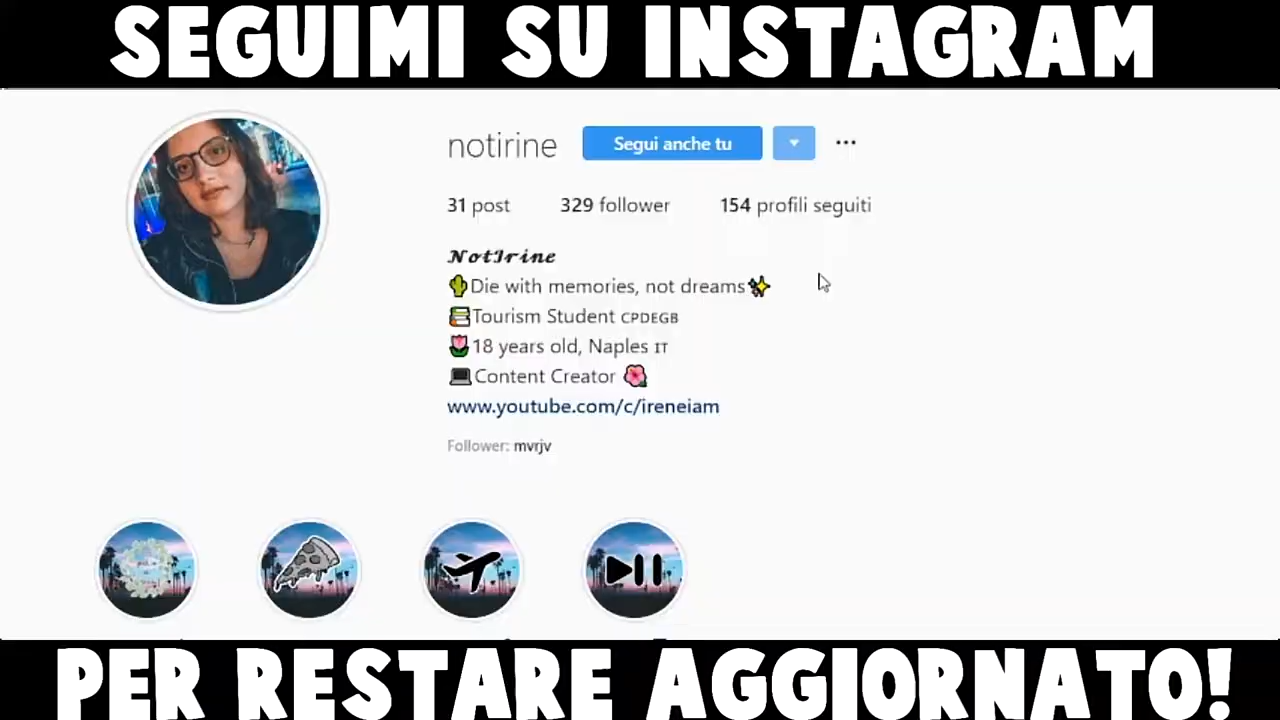 SEGUIMI SU INSTAGRAM
notirine Segui anche tu ...
31 post 329 follower 154 profili seguiti
NotIrine
🌵Die with memories, not dreams✨
📚Tourism Student CPDEGB
🌷18 years old, Naples IT
💻Content Creator 🌺
www.youtube.com/c/ireneiam
Follower: mvrjv
PER RESTARE AGGIORNATO!